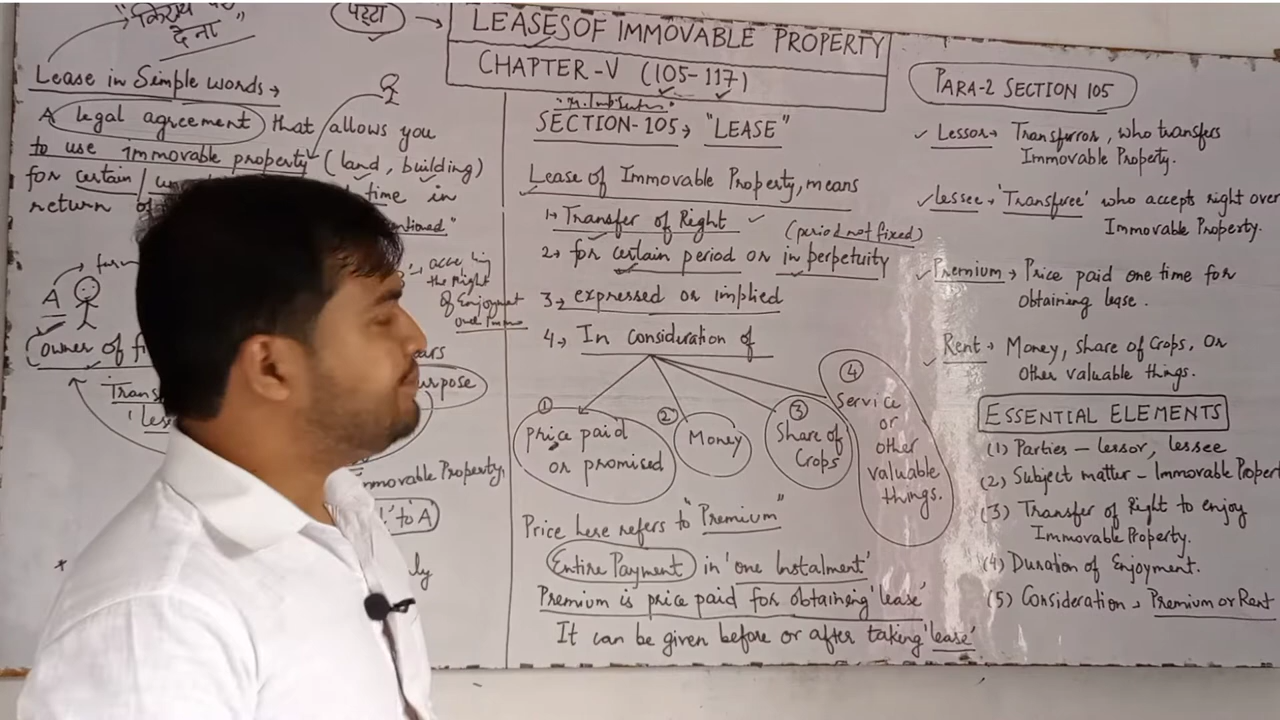 "किराये पर
देना"
पट्टा →
LEASES OF IMMOVABLE PROPERTY
CHAPTER-V (105-117)
Lease in Simple words →
A legal agreement that allows you
to use immovable property (land, building)
for certain/
time in
return of
A →
owner of
the Right
of Enjoyment
purpose
Immovable Property,
to A
SECTION-105 → "LEASE"
Lease of Immovable Property, means
1→ Transfer of Right
(period not fixed)
2→ for certain period or in perpetuity
3→ expressed or implied
4→ In consideration of
① price paid
or promised
② Money
③ Share of
Crops
④
Service
or
other
valuable
things.
Price here refers to "Premium"
Entire Payment in 'one Instalment'
Premium is price paid for obtaining 'lease'
It can be given before or after taking 'lease'
PARA-2 SECTION 105
Lessor → Transferror, who transfers
Immovable Property.
Lessee → 'Transferee' who accepts right over
Immovable Property.
Premium → Price paid one time for
obtaining lease.
Rent → Money, share of Crops, or
Other valuable things.
ESSENTIAL ELEMENTS
(1) Parties – lessor, lessee
(2) Subject matter – Immovable Propert
(3) Transfer of Right to enjoy
Immovable Property.
(4) Duration of Enjoyment.
(5) Consideration → Premium or Rent